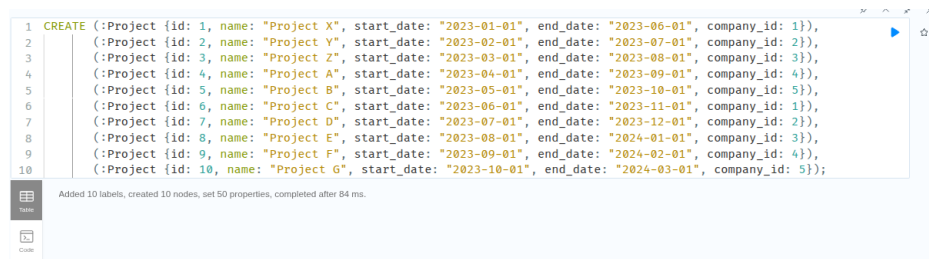 1 CREATE (:Project {id: 1, name: "Project X", start_date: "2023-01-01", end_date: "2023-06-01", company_id: 1}),
2 (:Project {id: 2, name: "Project Y", start_date: "2023-02-01", end_date: "2023-07-01", company_id: 2}),
3 (:Project {id: 3, name: "Project Z", start_date: "2023-03-01", end_date: "2023-08-01", company_id: 3}),
4 (:Project {id: 4, name: "Project A", start_date: "2023-04-01", end_date: "2023-09-01", company_id: 4}),
5 (:Project {id: 5, name: "Project B", start_date: "2023-05-01", end_date: "2023-10-01", company_id: 5}),
6 (:Project {id: 6, name: "Project C", start_date: "2023-06-01", end_date: "2023-11-01", company_id: 1}),
7 (:Project {id: 7, name: "Project D", start_date: "2023-07-01", end_date: "2023-12-01", company_id: 2}),
8 (:Project {id: 8, name: "Project E", start_date: "2023-08-01", end_date: "2024-01-01", company_id: 3}),
9 (:Project {id: 9, name: "Project F", start_date: "2023-09-01", end_date: "2024-02-01", company_id: 4}),
10 (:Project {id: 10, name: "Project G", start_date: "2023-10-01", end_date: "2024-03-01", company_id: 5});
Added 10 labels, created 10 nodes, set 50 properties, completed after 84 ms.
Table
Code